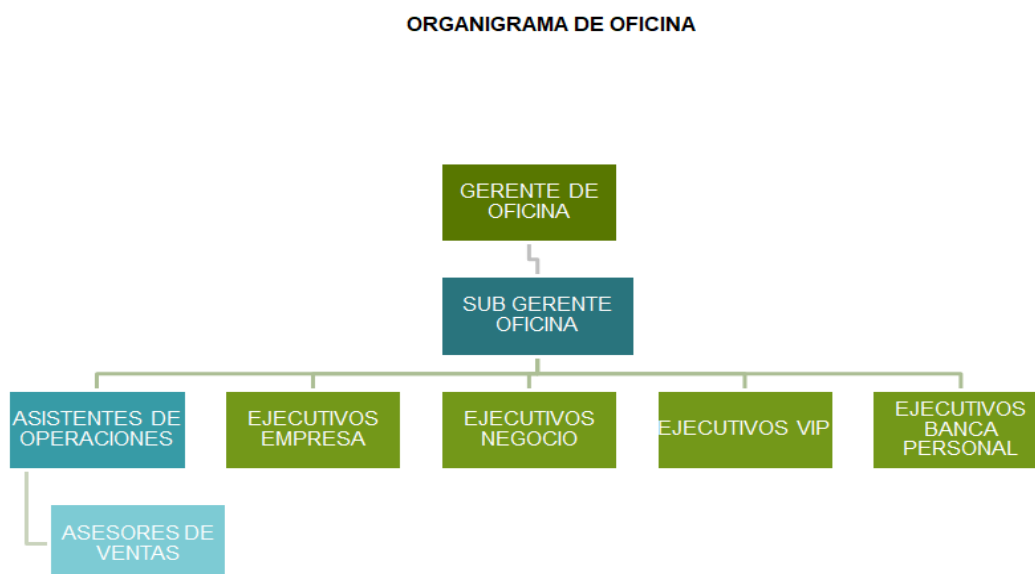 ORGANIGRAMA DE OFICINA
GERENTE DE
OFICINA
SUB GERENTE
OFICINA
ASISTENTES DE
OPERACIONES
EJECUTIVOS
EMPRESA
EJECUTIVOS
NEGOCIO
EJECUTIVOS VIP
EJECUTIVOS
BANCA
PERSONAL
ASESORES DE
VENTAS